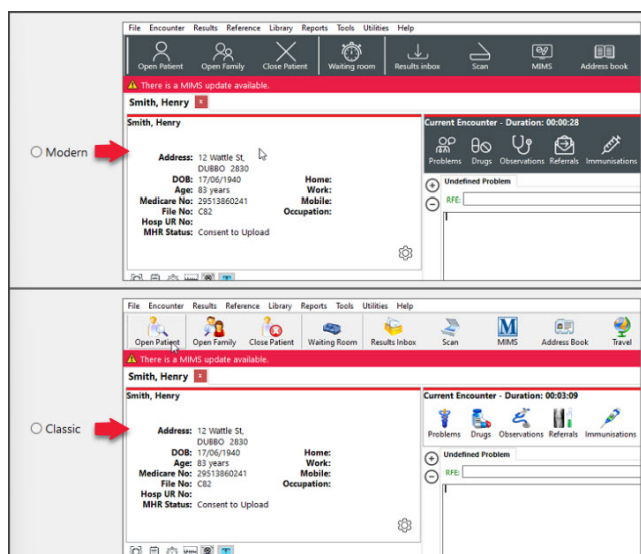 File Encounter Results Reference Library Reports Tools Utilities Help
Open Patient Open Family Close Patient Waiting room Results inbox Scan MIMS Address book
There is a MIMS update available.
Smith, Henry x
Smith, Henry
Current Encounter - Duration: 00:00:28
Problems Drugs Observations Referrals Immunisations
Modern
Address: 12 Wattle St,
DUBBO 2830
DOB: 17/06/1940 Home:
Age: 83 years Work:
Medicare No: 29513860241 Mobile:
File No: C82 Occupation:
Hosp UR No:
MHR Status: Consent to Upload
Undefined Problem
RFE:
File Encounter Results Reference Library Reports Tools Utilities Help
Open Patient Open Family Close Patient Waiting Room Results Inbox Scan M MIMS Address Book Travel
There is a MIMS update available.
Smith, Henry x
Smith, Henry
Current Encounter - Duration: 00:03:09
Problems Drugs Observations Referrals Immunisations
Classic
Address: 12 Wattle St,
DUBBO 2830
DOB: 17/06/1940 Home:
Age: 83 years Work:
Medicare No: 29513860241 Mobile:
File No: C82 Occupation:
Hosp UR No:
MHR Status: Consent to Upload
Undefined Problem
RFE: